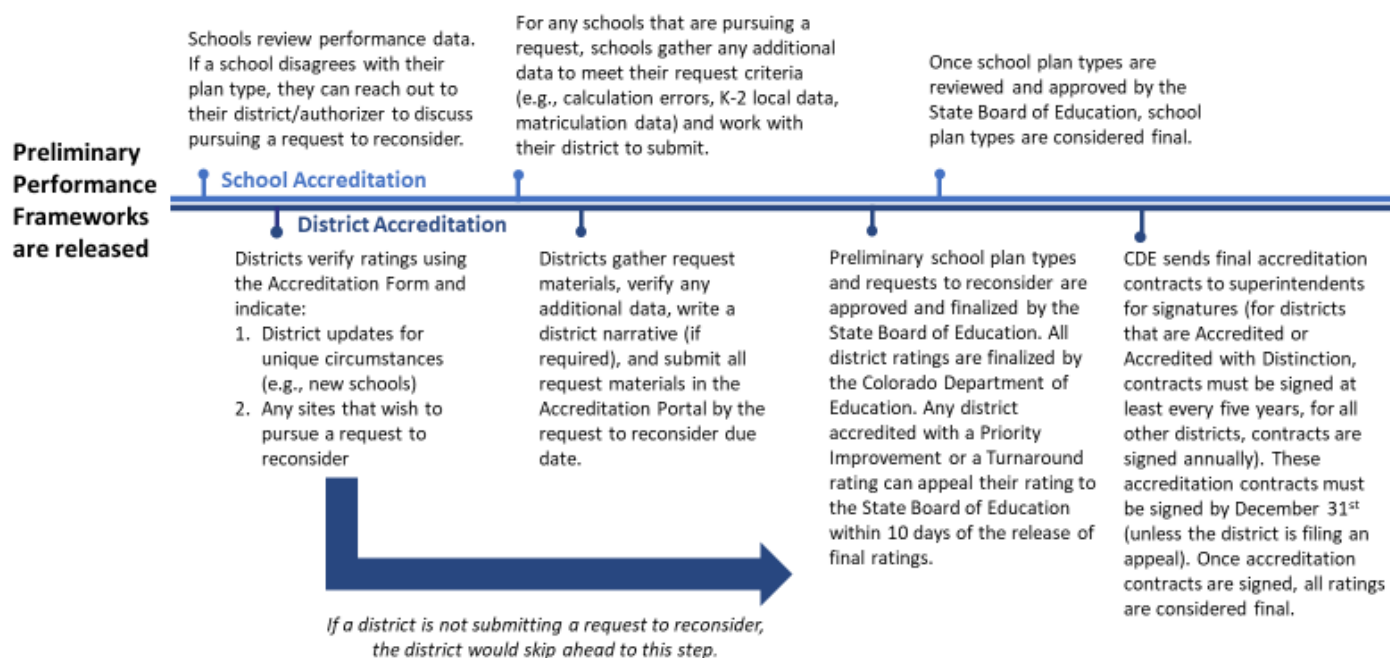 Preliminary
Performance
Frameworks
are released
Schools review performance data.
If a school disagrees with their
plan type, they can reach out to
their district/authorizer to discuss
pursuing a request to reconsider.
For any schools that are pursuing a
request, schools gather any additional
data to meet their request criteria
(e.g., calculation errors, K-2 local data,
matriculation data) and work with
their district to submit.
Once school plan types are
reviewed and approved by the
State Board of Education, school
plan types are considered final.
School Accreditation
District Accreditation
Districts verify ratings using
the Accreditation Form and
indicate:
1. District updates for
unique circumstances
(e.g., new schools)
2. Any sites that wish to
pursue a request to
reconsider
Districts gather request
materials, verify any
additional data, write a
district narrative (if
required), and submit all
request materials in the
Accreditation Portal by the
request to reconsider due
date.
Preliminary school plan types
and requests to reconsider are
approved and finalized by the
State Board of Education. All
district ratings are finalized by
the Colorado Department of
Education. Any district
accredited with a Priority
Improvement or a Turnaround
rating can appeal their rating to
the State Board of Education
within 10 days of the release of
final ratings.
CDE sends final accreditation
contracts to superintendents
for signatures (for districts
that are Accredited or
Accredited with Distinction,
contracts must be signed at
least every five years, for all
other districts, contracts are
signed annually). These
accreditation contracts must
be signed by December 31st
(unless the district is filing an
appeal). Once accreditation
contracts are signed, all ratings
are considered final.
If a district is not submitting a request to reconsider,
the district would skip ahead to this step.